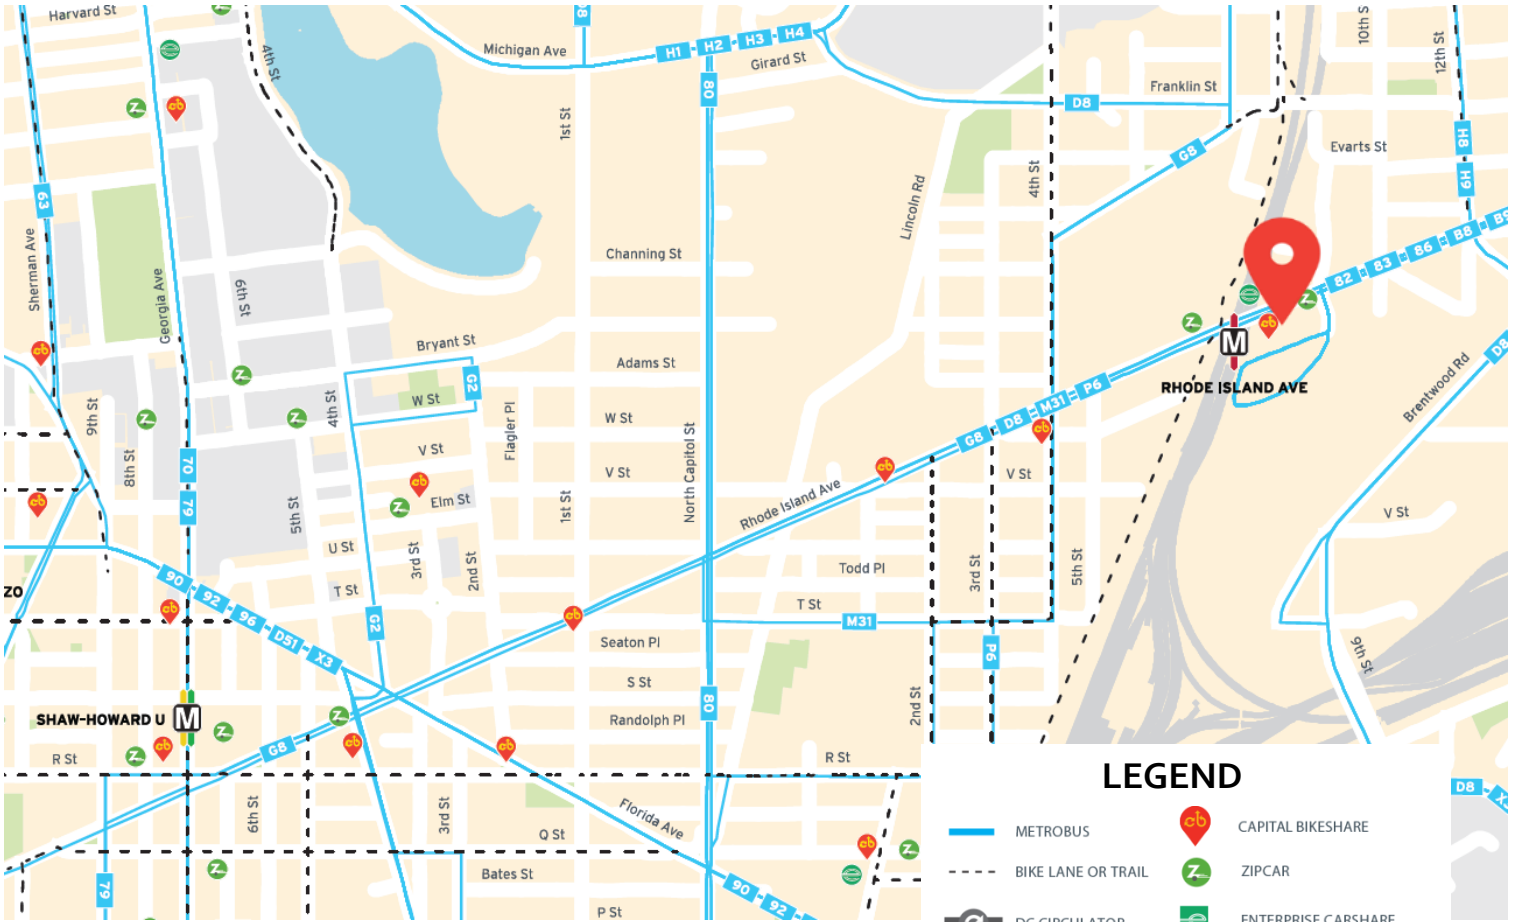 Harvard St
4th St
D8
Michigan Ave
H1 H2 H3 H4
Girard St
80
1st St
10th S
12th St
Franklin St
D8
Evarts St
H8
H9
G8
4th St
Lincoln Rd
63
Sherman Ave
Georgia Ave
6th St
Channing St
82 83 86 B8 B9
RHODE ISLAND AVE
M
Brentwood Rd
D8
Bryant St
G2
Adams St
W St
4th St
Flagler Pl
W St
9th St
8th St
V St
V St
North Capitol St
G8 D8 M31 P6
V St
70
79
Elm St
1st St
Rhode Island Ave
V St
5th St
U St
3rd St
2nd St
Todd Pl
3rd St
5th St
T St
T St
M31
ZO
90 92 96 D51 X3
G2
Seaton Pl
P6
9th St
S St
80
2nd St
SHAW-HOWARD U
M
Randolph Pl
G8
R St
R St
6th St
3rd St
Florida Ave
Q St
79
Bates St
90 92
P St
D8
X
LEGEND
METROBUS
CAPITAL BIKESHARE
BIKE LANE OR TRAIL
ZIPCAR
DC CIRCULATOR
ENTERPRISE CARSHARE